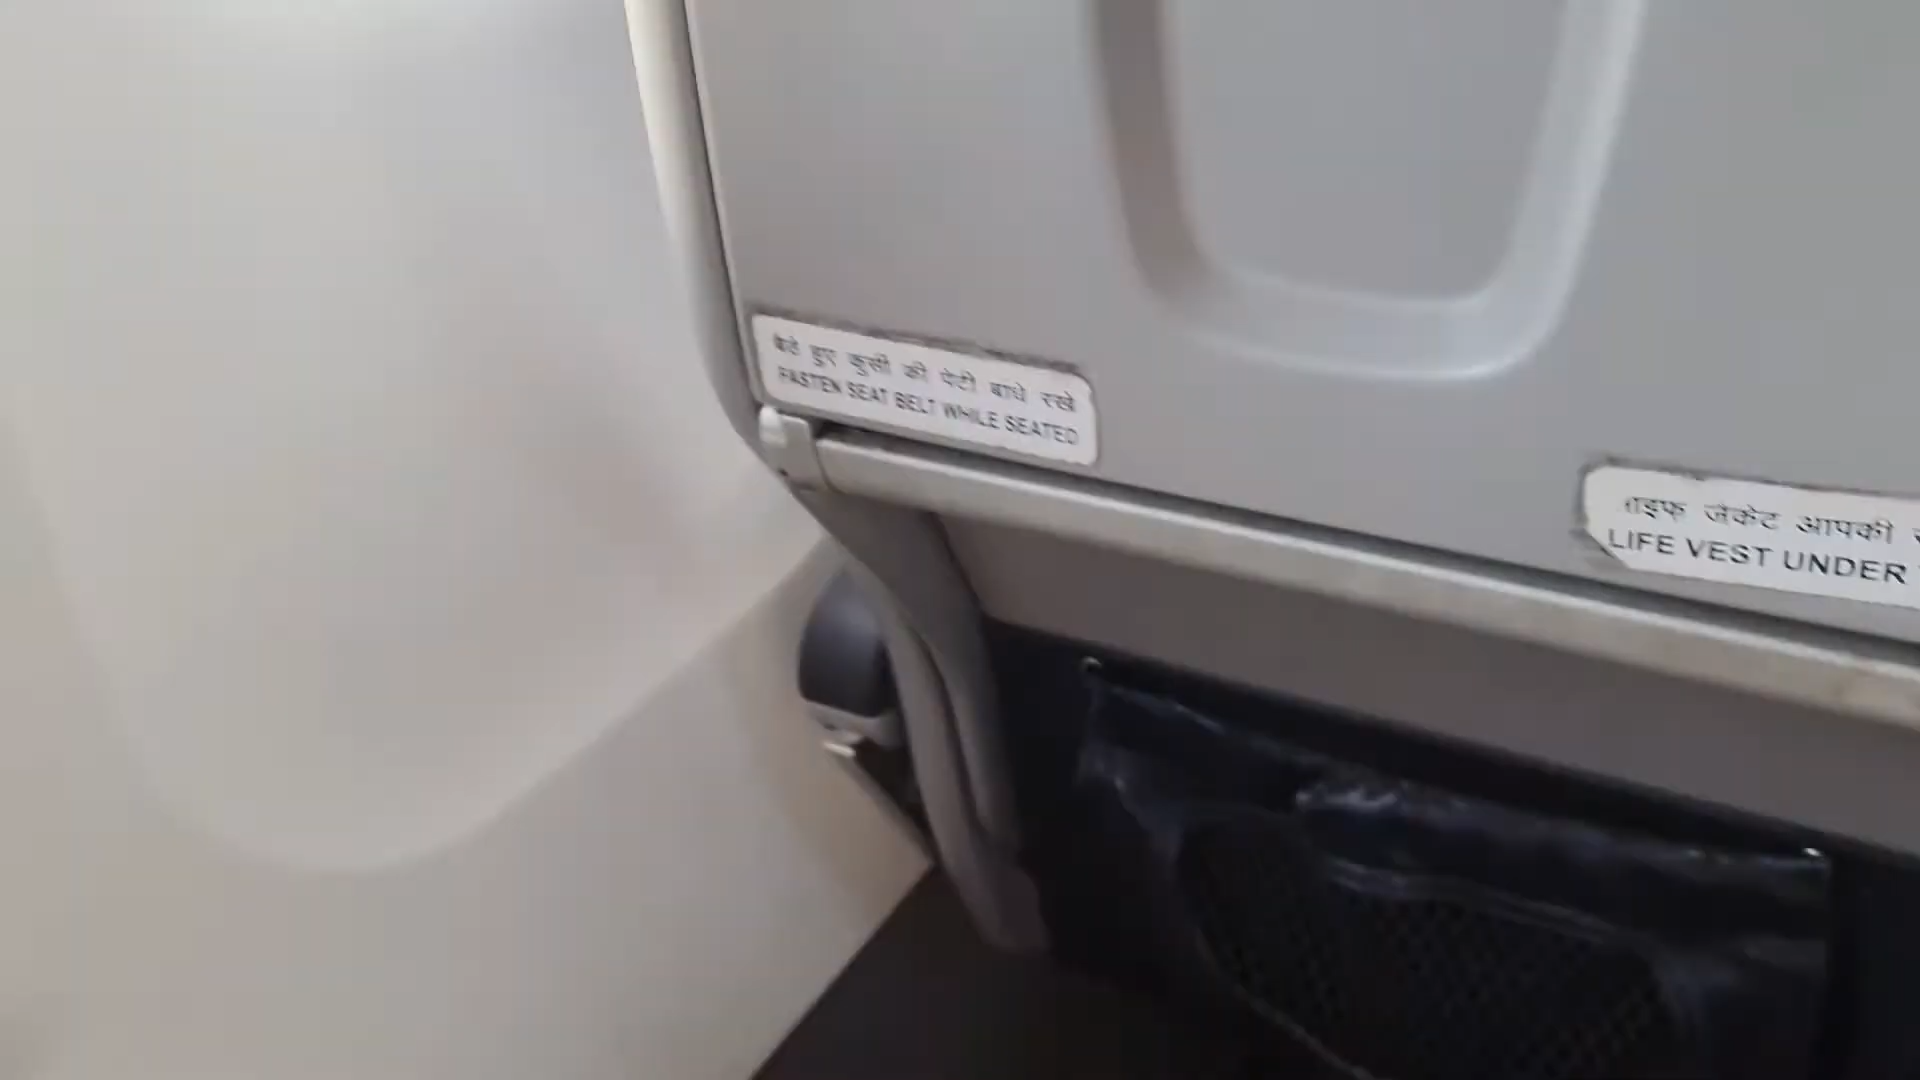 बैठे हुए कुर्सी की पेटी बांधे रखे
FASTEN SEAT BELT WHILE SEATED
जैकेट आपकी
LIFE VEST UNDER